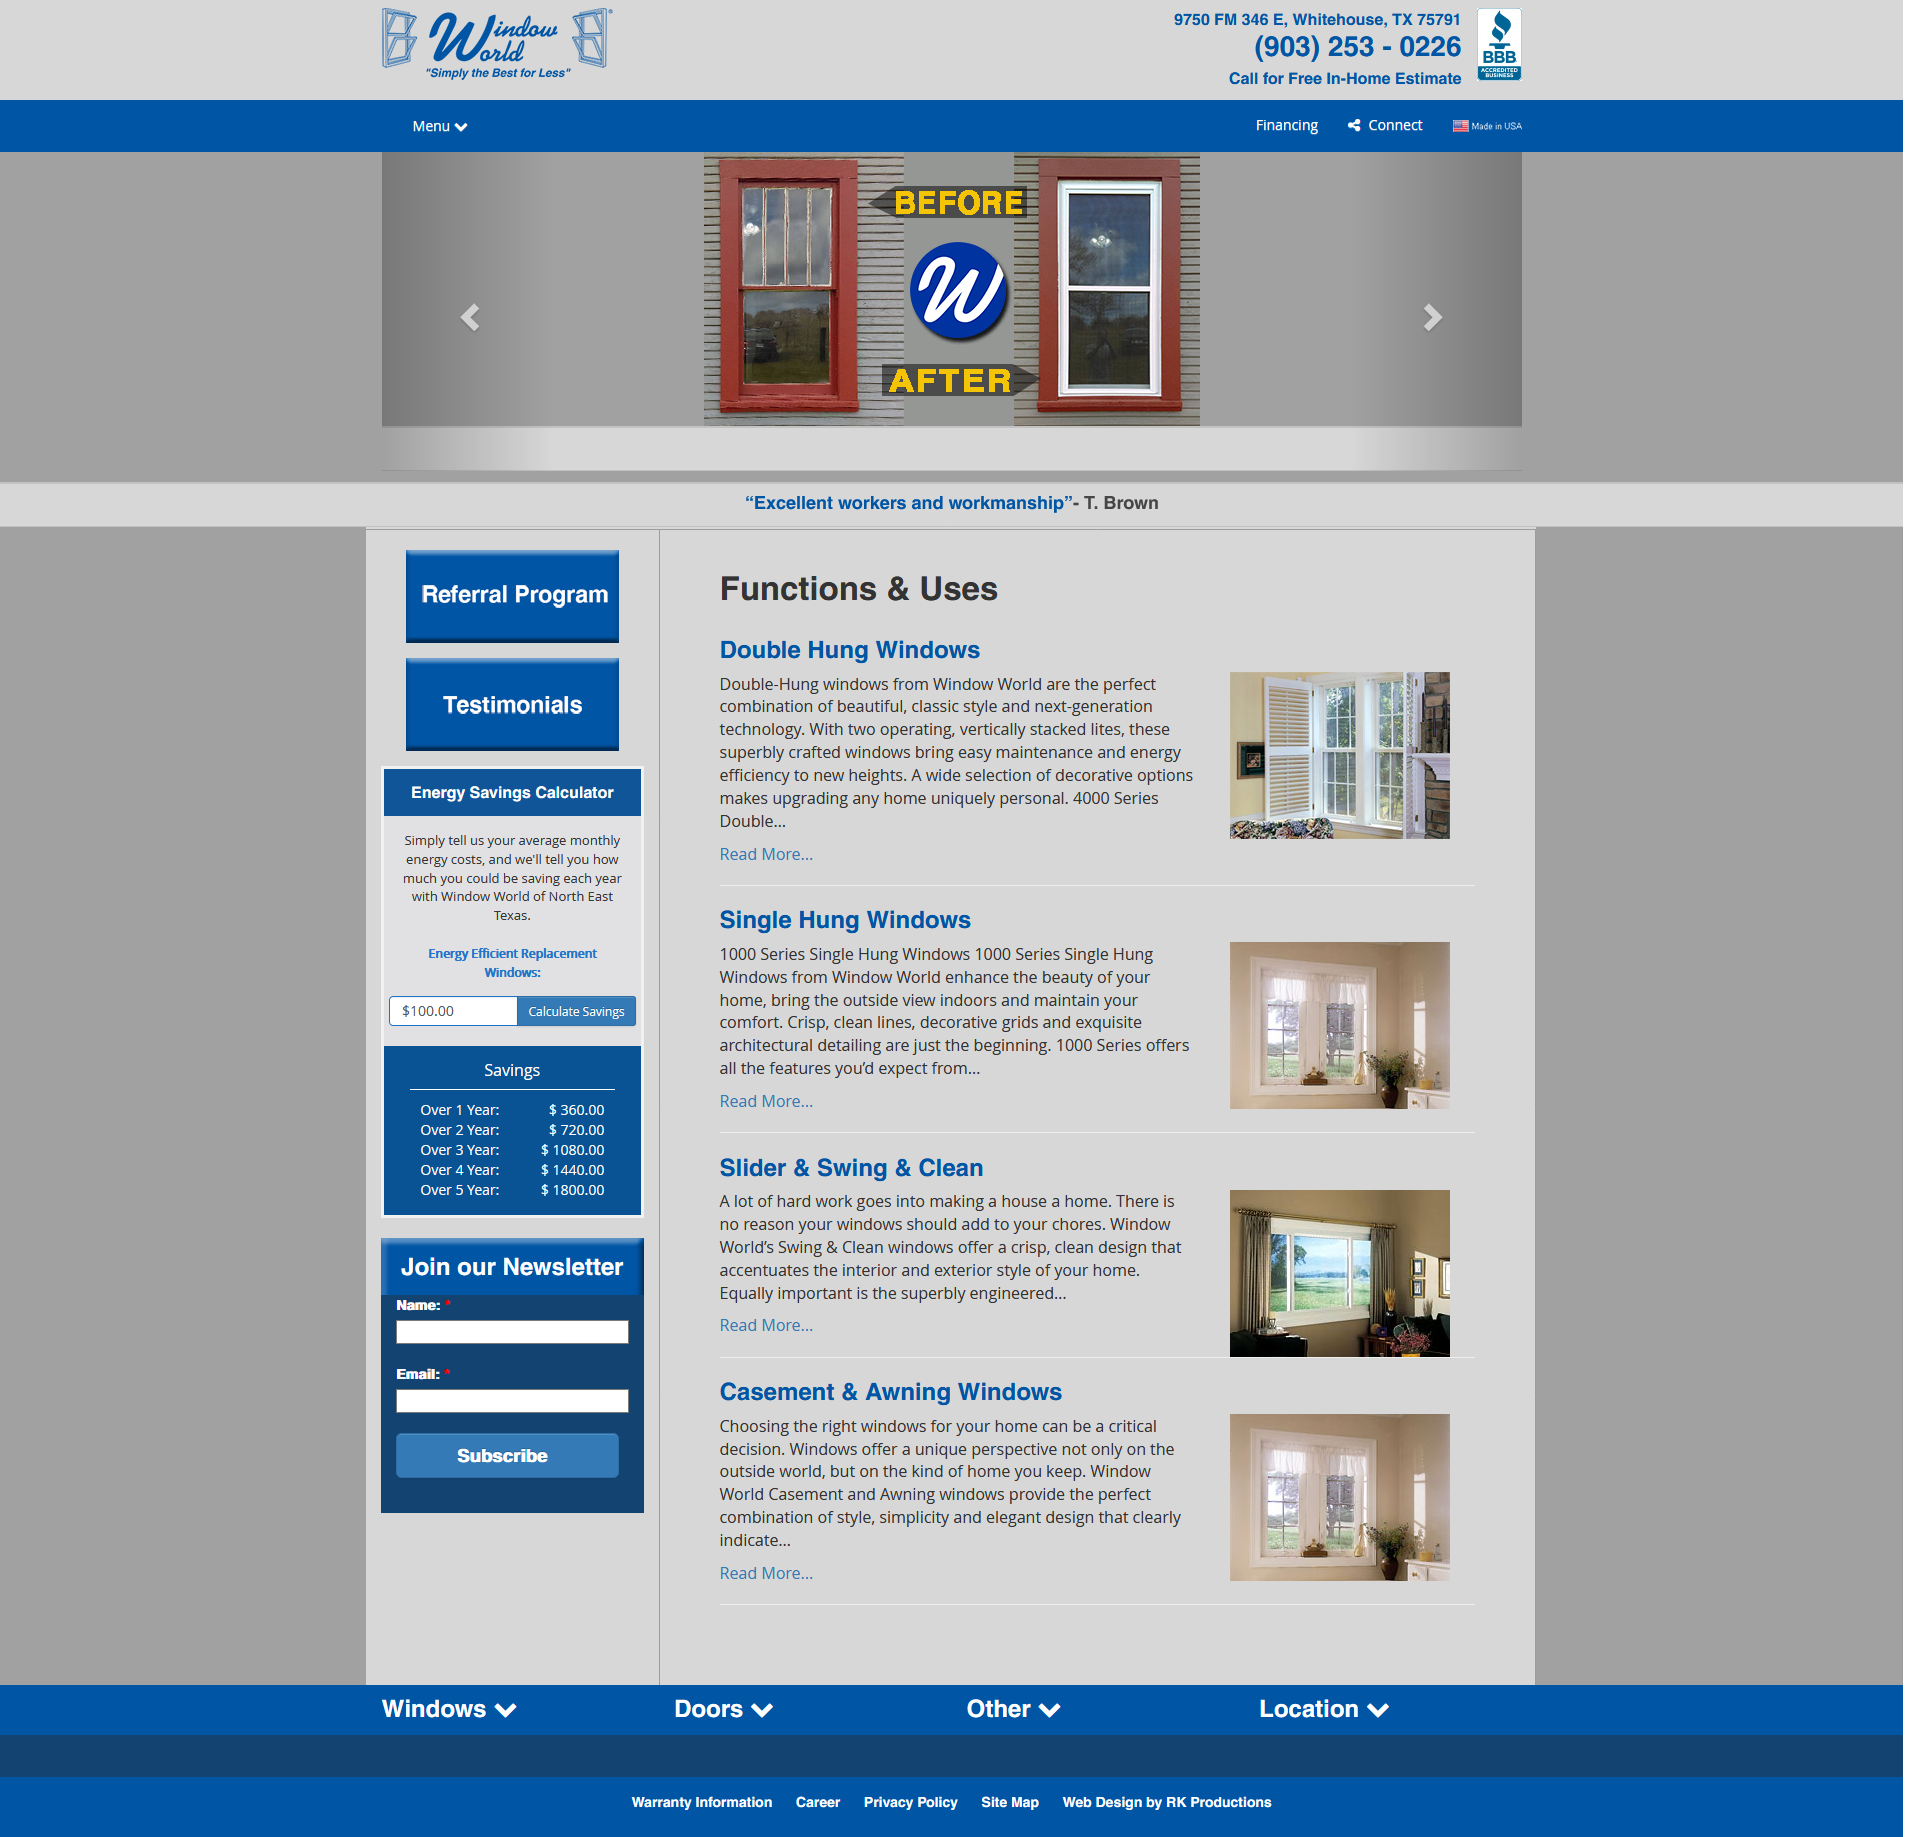 Window World
"Simply the Best for Less"
9750 FM 346 E, Whitehouse, TX 75791
(903) 253 - 0226
Call for Free In-Home Estimate
BBB
ACCREDITED
BUSINESS
Menu
Financing
Connect
Made in USA
BEFORE
W
AFTER
“Excellent workers and workmanship”- T. Brown
Referral Program
Testimonials
Energy Savings Calculator
Simply tell us your average monthly
energy costs, and we'll tell you how
much you could be saving each year
with Window World of North East
Texas.
Energy Efficient Replacement
Windows:
$100.00
Calculate Savings
Savings
Over 1 Year: $ 360.00
Over 2 Year: $ 720.00
Over 3 Year: $ 1080.00
Over 4 Year: $ 1440.00
Over 5 Year: $ 1800.00
Join our Newsletter
Name: *
Email: *
Subscribe
Functions & Uses
Double Hung Windows
Double-Hung windows from Window World are the perfect
combination of beautiful, classic style and next-generation
technology. With two operating, vertically stacked lites, these
superbly crafted windows bring easy maintenance and energy
efficiency to new heights. A wide selection of decorative options
makes upgrading any home uniquely personal. 4000 Series
Double...
Read More...
Single Hung Windows
1000 Series Single Hung Windows 1000 Series Single Hung
Windows from Window World enhance the beauty of your
home, bring the outside view indoors and maintain your
comfort. Crisp, clean lines, decorative grids and exquisite
architectural detailing are just the beginning. 1000 Series offers
all the features you’d expect from...
Read More...
Slider & Swing & Clean
A lot of hard work goes into making a house a home. There is
no reason your windows should add to your chores. Window
World’s Swing & Clean windows offer a crisp, clean design that
accentuates the interior and exterior style of your home.
Equally important is the superbly engineered...
Read More...
Casement & Awning Windows
Choosing the right windows for your home can be a critical
decision. Windows offer a unique perspective not only on the
outside world, but on the kind of home you keep. Window
World Casement and Awning windows provide the perfect
combination of style, simplicity and elegant design that clearly
indicate...
Read More...
Windows
Doors
Other
Location
Warranty Information
Career
Privacy Policy
Site Map
Web Design by RK Productions